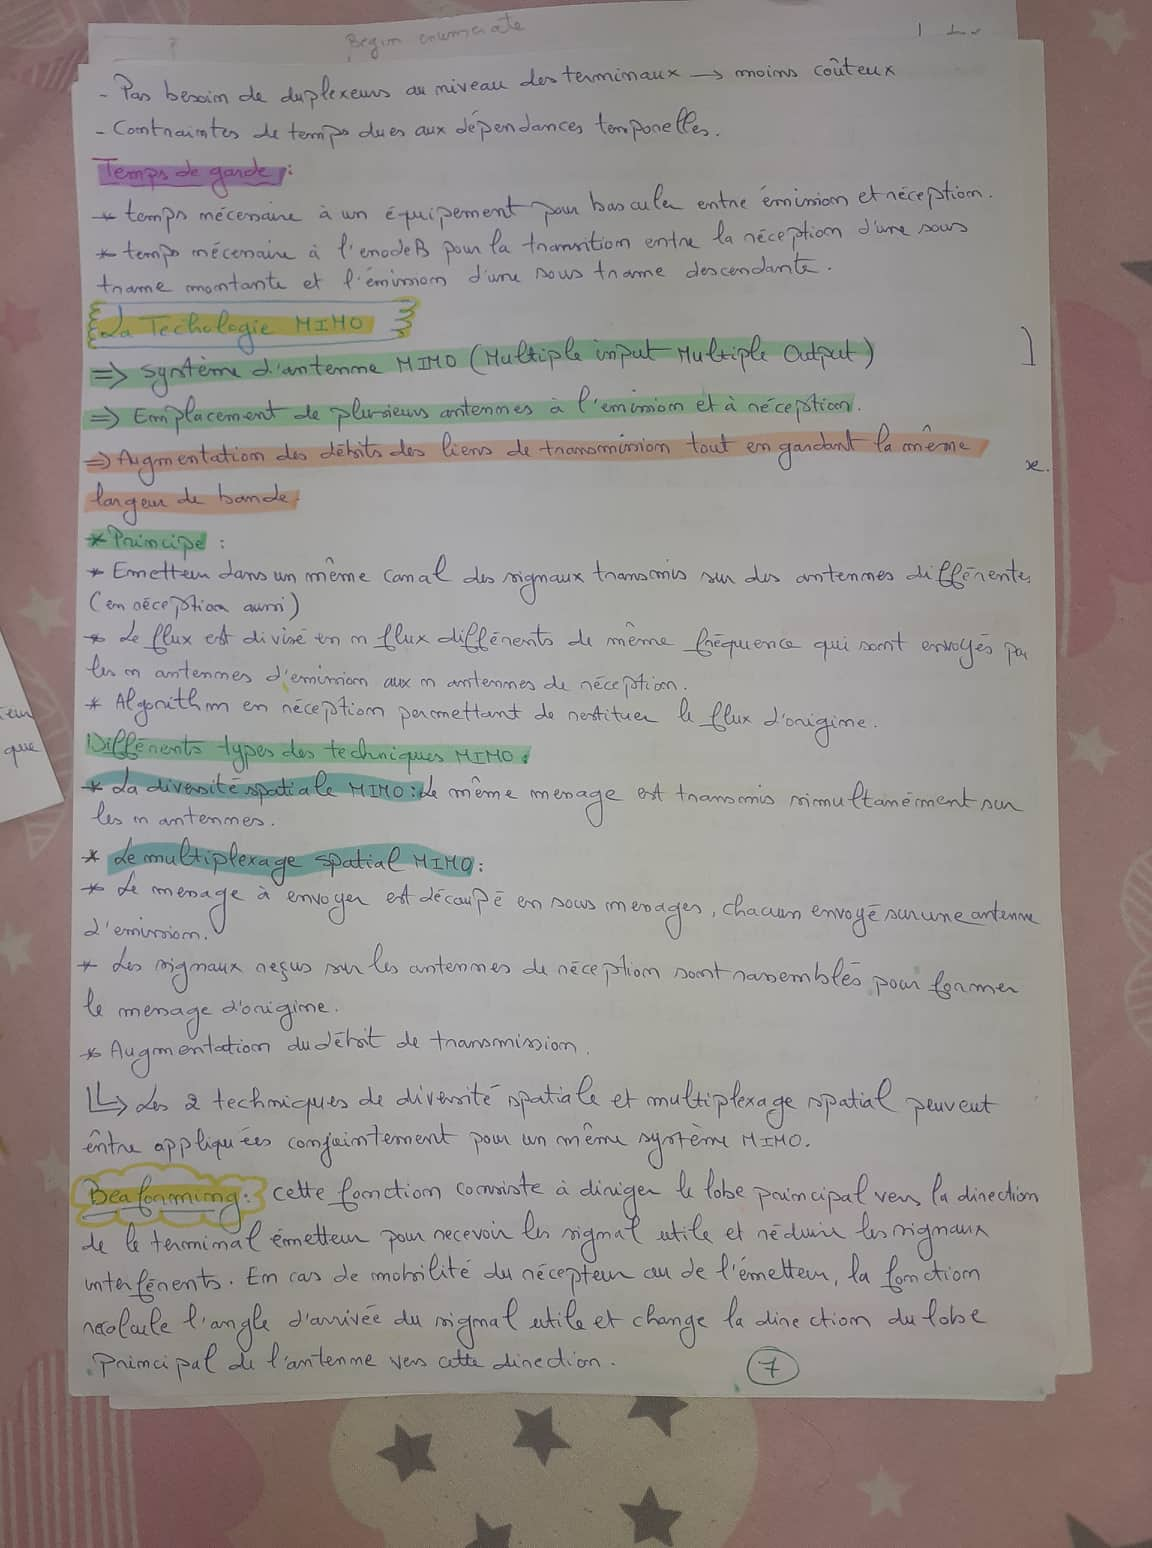 Begin enumerate
- Pas besoin de duplexeurs au niveau des terminaux → moins coûteux
- Contraintes de temps dues aux dépendances temporelles.
Temps de garde :
* temps nécessaire à un équipement pour basculer entre émission et réception.
* temps nécessaire à l'enodeB pour la transition entre la réception d'une sous
trame montante et l'émission d'une sous trame descendante.
La Techologie MIMO
⇒ système d'antenne MIMO (Multiple input Multiple Output)
⇒ Emplacement de plusieurs antennes à l'emission et à réception.
⇒ Augmentation des débits des liens de transmission tout en gardant la même
largeur de bande.
* Principe :
* Emetteur dans un même canal des signaux transmis sur des antennes différentes
(en réception aussi)
* Le flux est divisé en n flux différents de même fréquence qui sont envoyés par
les n antennes d'emission aux n antennes de réception.
* Algorithm en réception permettant de restituer le flux d'origine.
Différents types des techniques MIMO :
* La diversité spatiale MIMO : Le même message est transmis simultanément sur
les n antennes.
* Le multiplexage spatial MIMO :
* Le message à envoyer est découpé en sous messages, chacun envoyé sur une antenne
d'emission.
* Les signaux reçus sur les antennes de réception sont rassemblés pour former
le message d'origine.
* Augmentation du débit de transmission.
↳ Les 2 techniques de diversité spatiale et multiplexage spatial peuvent
être appliquées conjointement pour un même système MIMO.
Beaforming : cette fonction consiste à diriger le lobe principal vers la direction
de le terminal émetteur pour recevoir les signal utile et réduire les signaux
interférents. En cas de mobilité du récepteur ou de l'émetteur, la fonction
recalcule l'angle d'arrivée du signal utile et change la direction du lobe
principal de l'antenne vers cette direction.
7
que